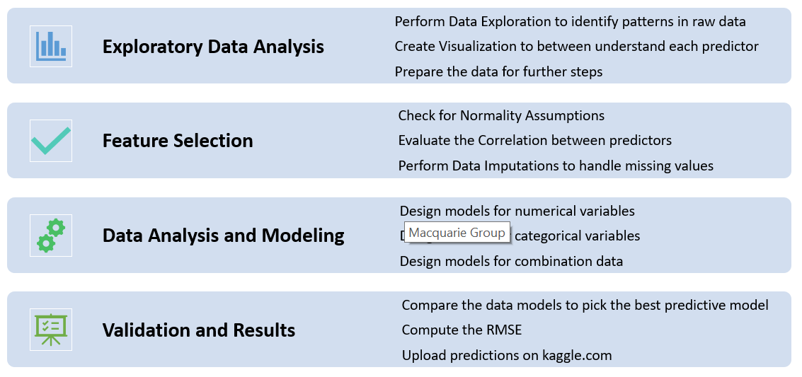 Exploratory Data Analysis
Perform Data Exploration to identify patterns in raw data
Create Visualization to between understand each predictor
Prepare the data for further steps
Feature Selection
Check for Normality Assumptions
Evaluate the Correlation between predictors
Perform Data Imputations to handle missing values
Data Analysis and Modeling
Design models for numerical variables
Macquarie Group
categorical variables
Design models for combination data
Validation and Results
Compare the data models to pick the best predictive model
Compute the RMSE
Upload predictions on kaggle.com